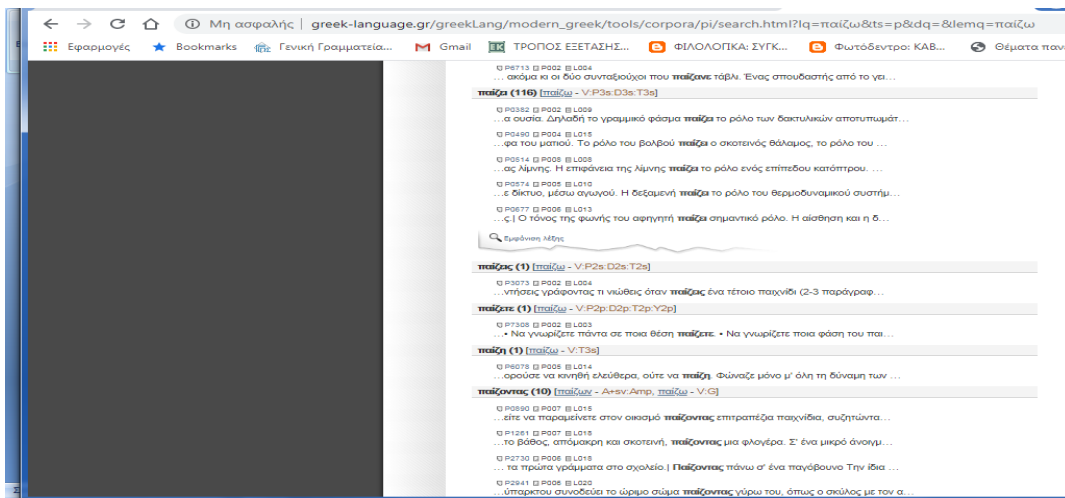 Μη ασφαλής | greek-language.gr/greekLang/modern_greek/tools/corpora/pi/search.html?lq=παίζω&ts=p&dq=&lemq=παίζω
Εφαρμογές Bookmarks Γενική Γραμματεία... Gmail ΤΡΟΠΟΣ ΕΞΕΤΑΣΗΣ... ΦΙΛΟΛΟΓΙΚΑ: ΣΥΓΚ... Φωτόδεντρο: ΚΑΒ... Θέματα παν
P6713 P002 L004
… ακόμα κι οι δύο συνταξιούχοι που παίζανε τάβλι. Ένας σπουδαστής από το γει…
παίζει (116) [παίζω - V:P3s:D3s:T3s]
P0382 P002 L009
…α ουσία. Δηλαδή το γραμμικό φάσμα παίζει το ρόλο των δακτυλικών αποτυπωμάτ…
P0490 P004 L015
…φα του ματιού. Το ρόλο του βολβού παίζει ο σκοτεινός θάλαμος, το ρόλο του …
P0514 P008 L008
…ας λίμνης. Η επιφάνεια της λίμνης παίζει το ρόλο ενός επίπεδου κατόπτρου. …
P0574 P005 L010
…ε δίκτυο, μέσω αγωγού. Η δεξαμενή παίζει το ρόλο του θερμοδυναμικού συστήμ…
P0677 P006 L013
…ς.| Ο τόνος της φωνής του αφηγητή παίζει σημαντικό ρόλο. Η αίσθηση και η δ…
Εμφάνιση λέξης
παίζεις (1) [παίζω - V:P2s:D2s:T2s]
P3073 P002 L004
…ντήσεις γράφοντας τι νιώθεις όταν παίζεις ένα τέτοιο παιχνίδι (2-3 παράγραφ…
παίζετε (1) [παίζω - V:P2p:D2p:T2p:Y2p]
P7308 P002 L003
…• Να γνωρίζετε πάντα σε ποια θέση παίζετε. • Να γνωρίζετε ποια φάση του παι…
παίζη (1) [παίζω - V:T3s]
P6078 P005 L014
…ορούσε να κινηθή ελεύθερα, ούτε να παίζη. Φώναζε μόνο μ' όλη τη δύναμη των …
παίζοντας (10) [παίζων - A+sv:Amp, παίζω - V:G]
P0890 P007 L015
…είτε να παραμείνετε στον οικισμό παίζοντας επιτραπέζια παιχνίδια, συζητώντα…
P1261 P007 L018
…το βάθος, απόμακρη και σκοτεινή, παίζοντας μια φλογέρα. Σ' ένα μικρό άνοιγμ…
P2730 P006 L018
… τα πρώτα γράμματα στο σχολείο.| Παίζοντας πάνω σ' ένα παγόβουνο Την ίδια …
P2941 P006 L020
…ύπαρκτου συνοδεύει το ώριμο σώμα παίζοντας γύρω του, όπως ο σκύλος με τον α…